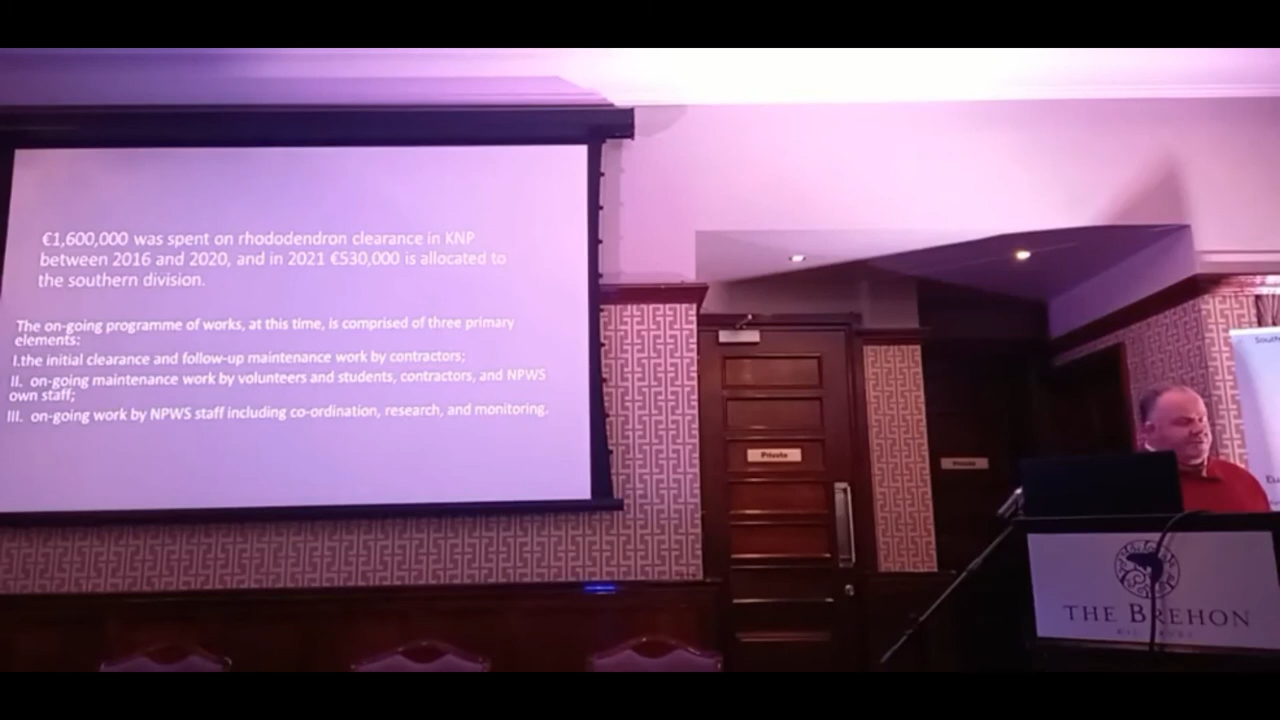 €1,600,000 was spent on rhododendron clearance in KNP
between 2016 and 2020, and in 2021 €530,000 is allocated to
the southern division.
The on-going programme of works, at this time, is comprised of three primary
elements:
I.the initial clearance and follow-up maintenance work by contractors;
II. on-going maintenance work by volunteers and students, contractors, and NPWS
own staff;
III. on-going work by NPWS staff including co-ordination, research, and monitoring.
Private
Private
THE BREHON